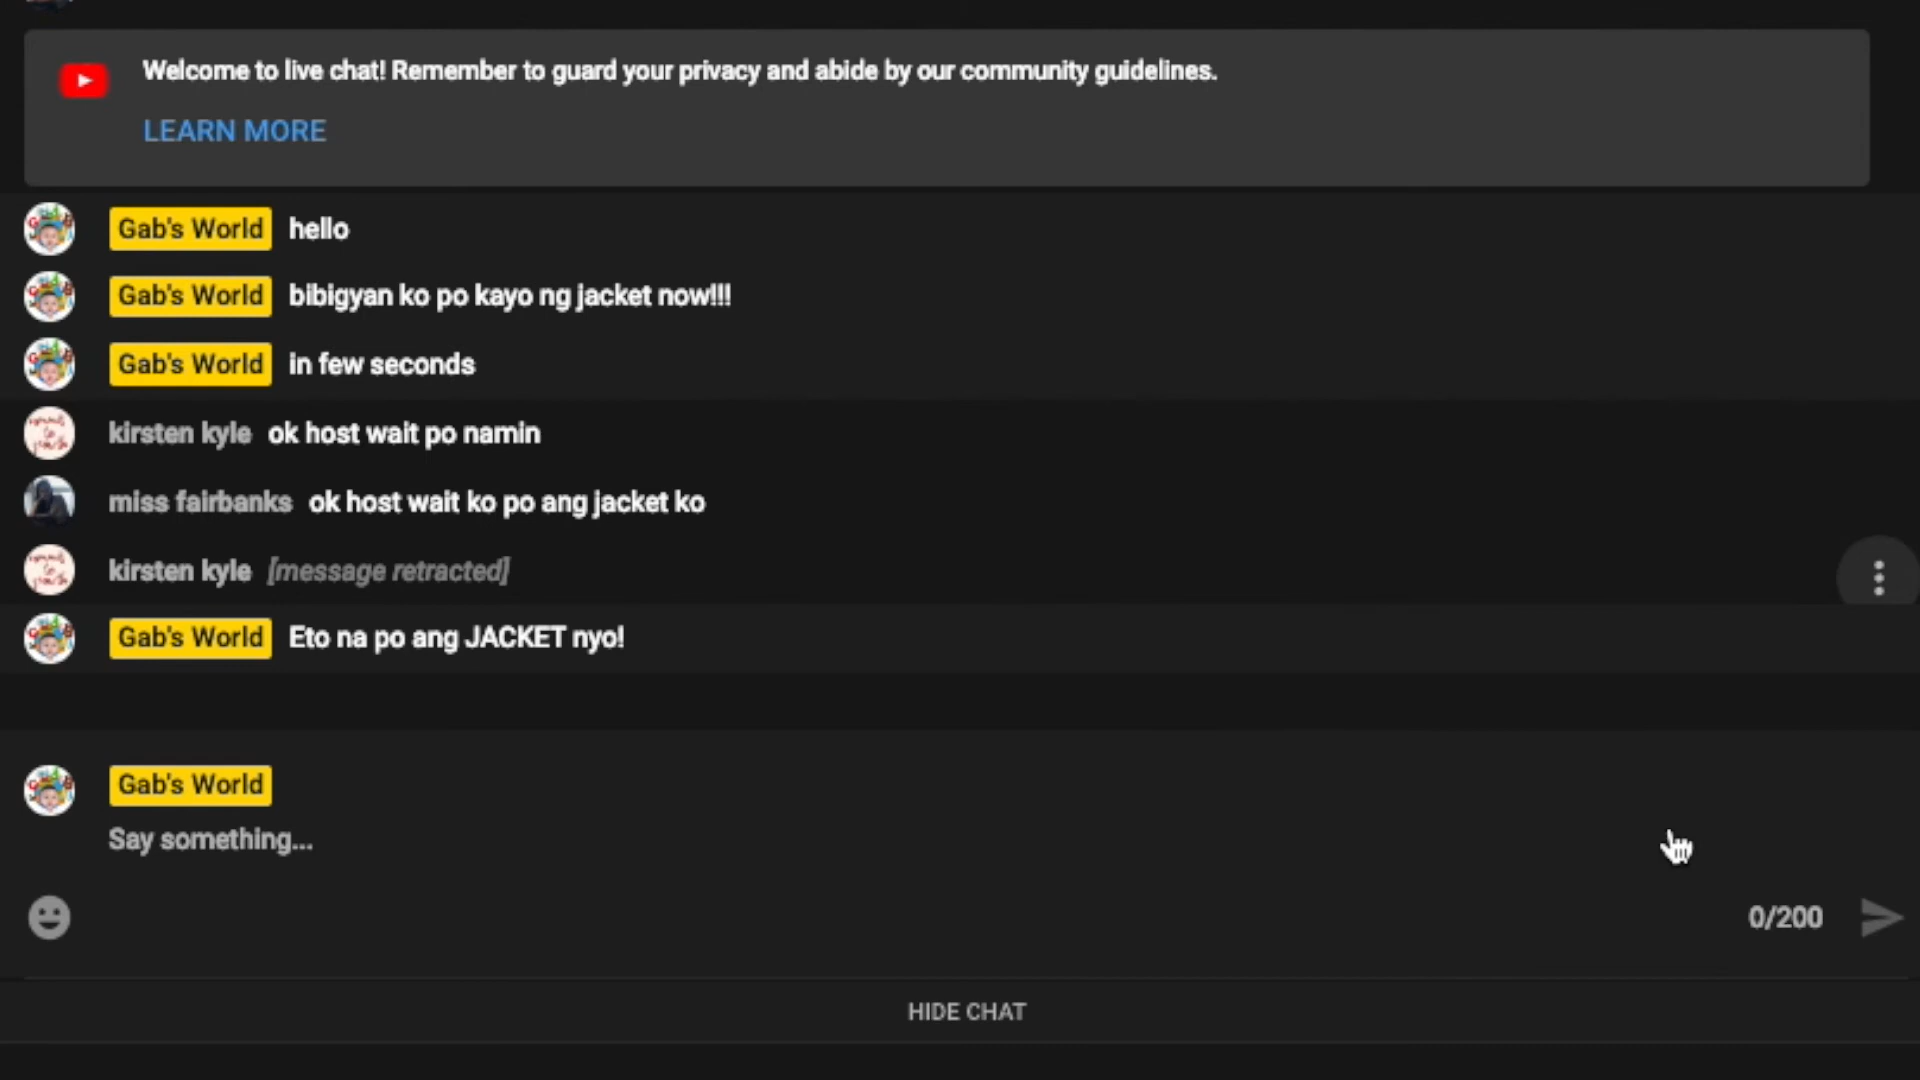 Welcome to live chat! Remember to guard your privacy and abide by our community guidelines.
LEARN MORE
Gab's World hello
Gab's World bibigyan ko po kayo ng jacket now!!!
Gab's World in few seconds
kirsten kyle ok host wait po namin
miss fairbanks ok host wait ko po ang jacket ko
kirsten kyle [message retracted]
Gab's World Eto na po ang JACKET nyo!
Gab's World
Say something...
0/200
HIDE CHAT